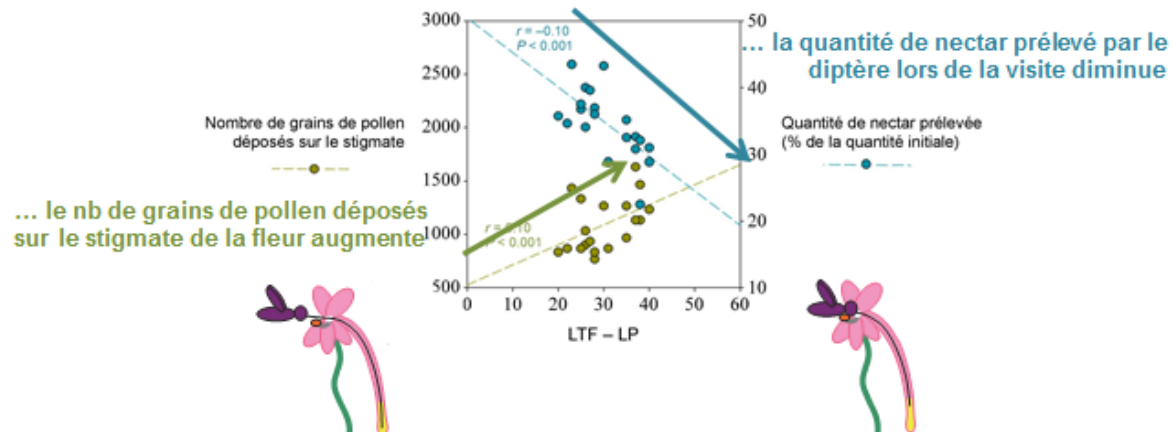 3000
2500
2000
1500
1000
500
50
40
30
20
10
0
10
20
30
40
50
60
LTF – LP
r = –0.10
P < 0.001
P < 0.001
… la quantité de nectar prélevé par le
diptère lors de la visite diminue
Nombre de grains de pollen
déposés sur le stigmate
Quantité de nectar prélevée
(% de la quantité initiale)
… le nb de grains de pollen déposés
sur le stigmate de la fleur augmente